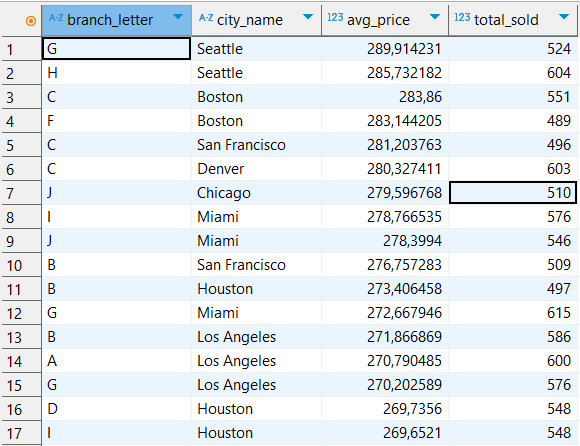 A-Z branch_letter A-Z city_name 123 avg_price 123 total_sold
1 G Seattle 289,914231 524
2 H Seattle 285,732182 604
3 C Boston 283,86 551
4 F Boston 283,144205 489
5 C San Francisco 281,203763 496
6 C Denver 280,327411 603
7 J Chicago 279,596768 510
8 I Miami 278,766535 576
9 J Miami 278,3994 546
10 B San Francisco 276,757283 509
11 B Houston 273,406458 497
12 G Miami 272,667946 615
13 B Los Angeles 271,866869 586
14 A Los Angeles 270,790485 600
15 G Los Angeles 270,202589 576
16 D Houston 269,7356 548
17 I Houston 269,6521 548